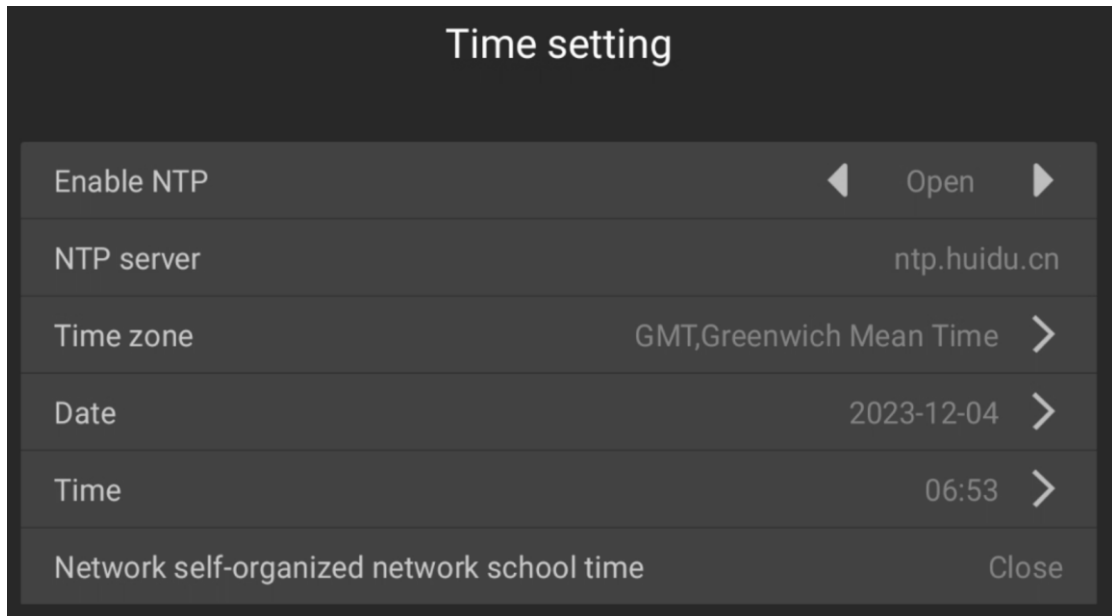 Time setting
Enable NTP Open
NTP server ntp.huidu.cn
Time zone GMT,Greenwich Mean Time
Date 2023-12-04
Time 06:53
Network self-organized network school time Close